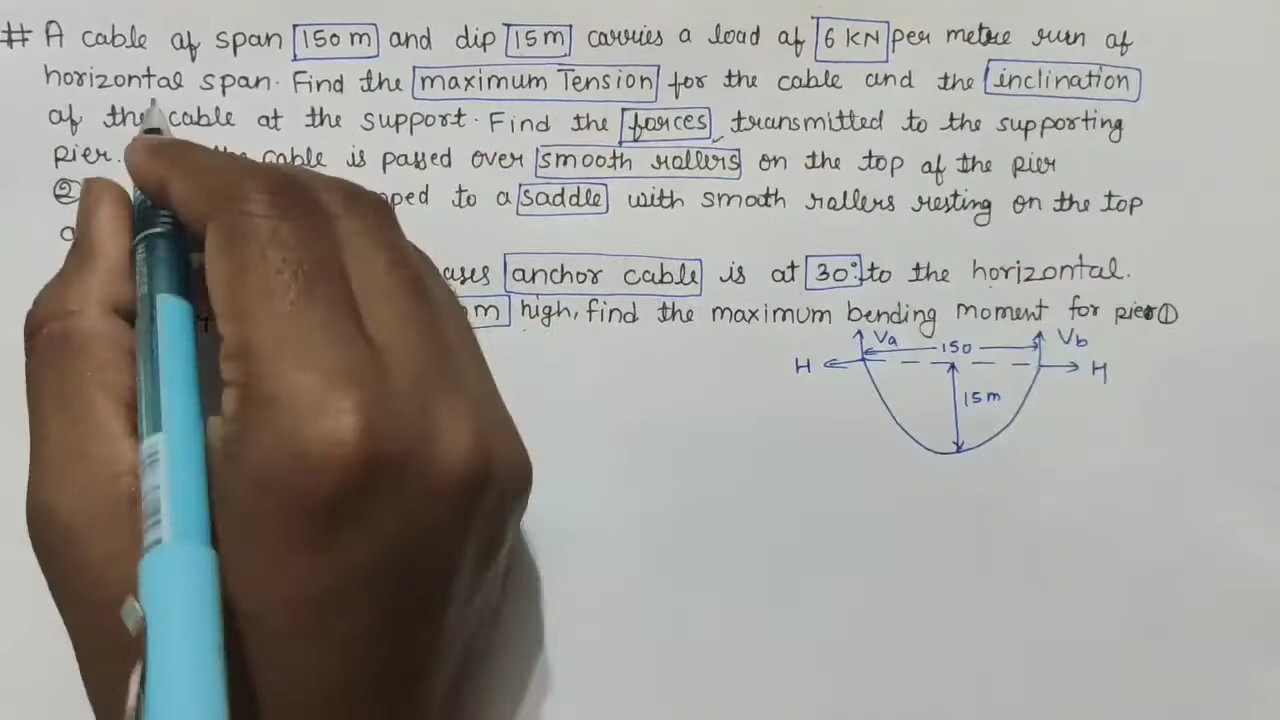 # A cable of span 150 m and dip 15 m carries a load of 6 KN per metre run of
horizontal span. Find the maximum Tension for the cable and the inclination
of the cable at the support. Find the forces transmitted to the supporting
pier. cable is passed over smooth rollers on the top of the pier
② to a saddle with smooth rollers resting on the top
anchor cable is at 30° to the horizontal.
m high, find the maximum bending moment for pier ①
Va 150 Vb
H H
15m